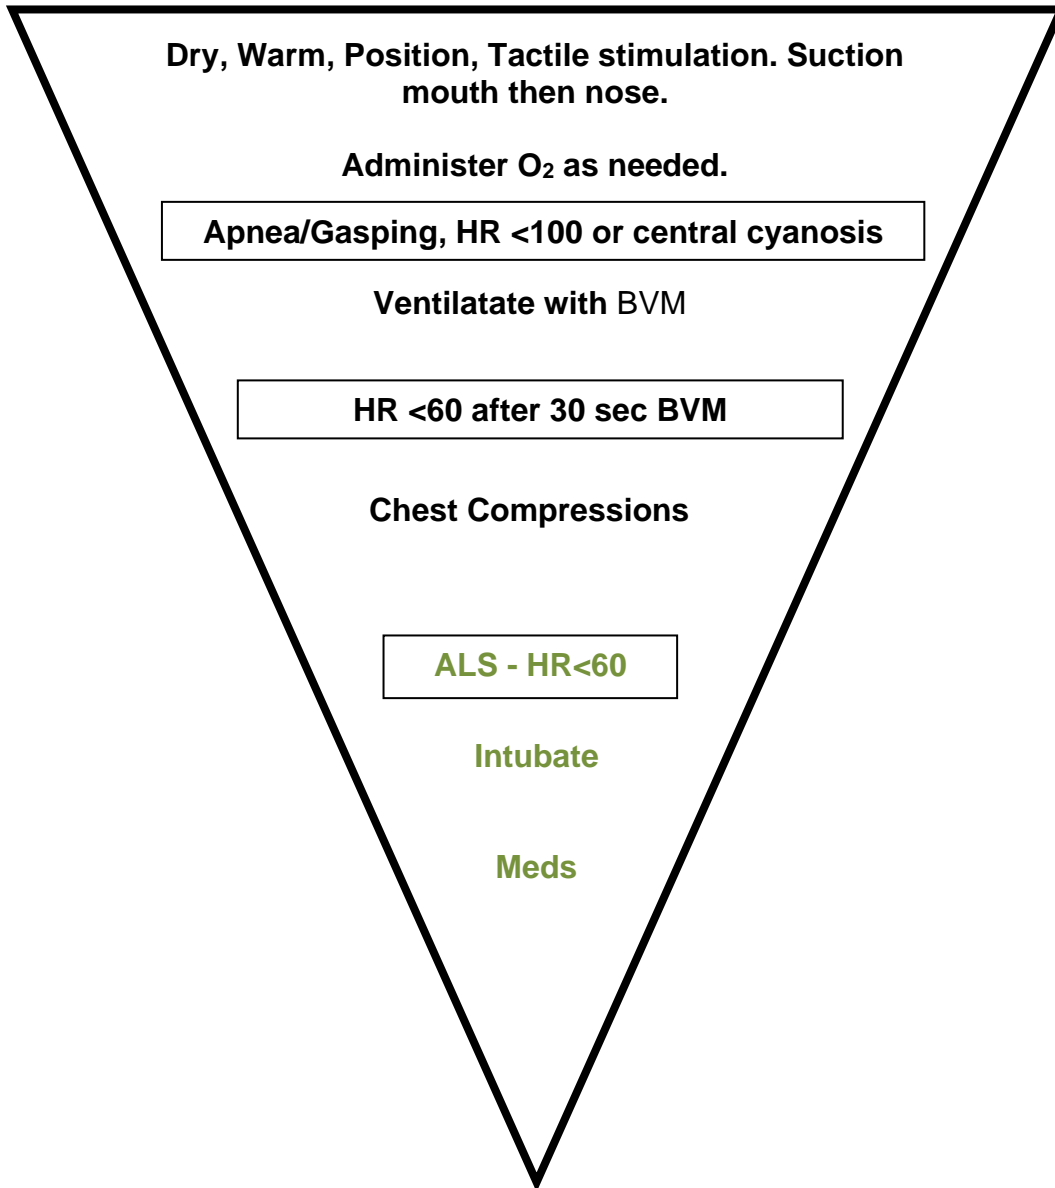 Dry, Warm, Position, Tactile stimulation. Suction
mouth then nose.
Administer O₂ as needed.
Apnea/Gasping, HR <100 or central cyanosis
Ventilatate with BVM
HR <60 after 30 sec BVM
Chest Compressions
ALS - HR<60
Intubate
Meds